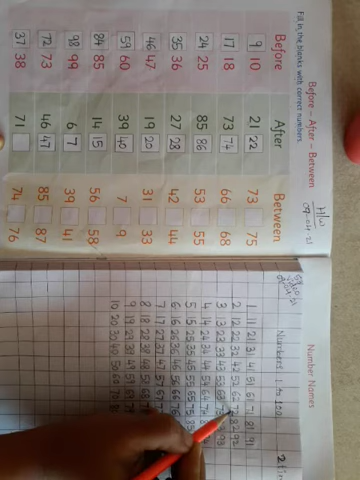 Before – After – Between
H/W
Fill in the blanks with correct numbers.
Before After Between
9 10 21 22 73 75
17 18 73 74 66 68
24 25 85 86 53 55
35 36 27 28 42 44
46 47 19 20 31 33
59 60 39 40 7 9
84 85 14 15 56 58
98 99 6 7 39 41
72 73 46 47 85 87
37 38 71 74 76
Number Names
Numbers 1 to 100
1 11 21 31 41 51 61 71 81 91
2 12 22 32 42 52 62 82 92
3 13 23 33 43 53 63 93
4 14 24 34 44 54 64 74
5 15 25 35 45 55 65 75 85
6 16 26 36 46 56 66 76
7 17 27 37 47 57 67
8 18 28 38 48 58 68
9 19 29 39 49 59 69
10 20 30 40 50 60 70